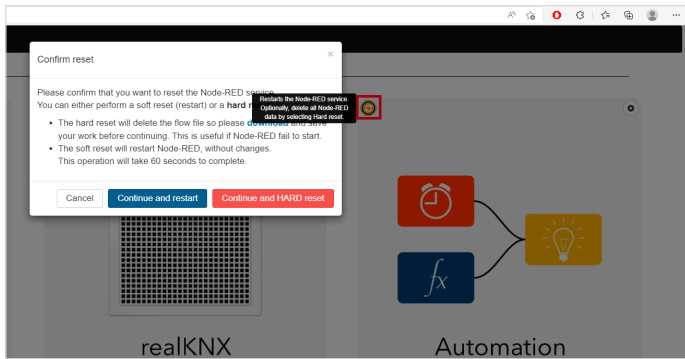 Confirm reset
×
Please confirm that you want to reset the Node-RED service.
You can either perform a soft reset (restart) or a hard
Restarts the Node-RED service.
Optionally, delete all Node-RED
data by selecting Hard reset.
• The hard reset will delete the flow file so please download and save
your work before continuing. This is useful if Node-RED fail to start.
• The soft reset will restart Node-RED, without changes.
This operation will take 60 seconds to complete.
Cancel
Continue and restart
Continue and HARD reset
fx
realKNX
Automation